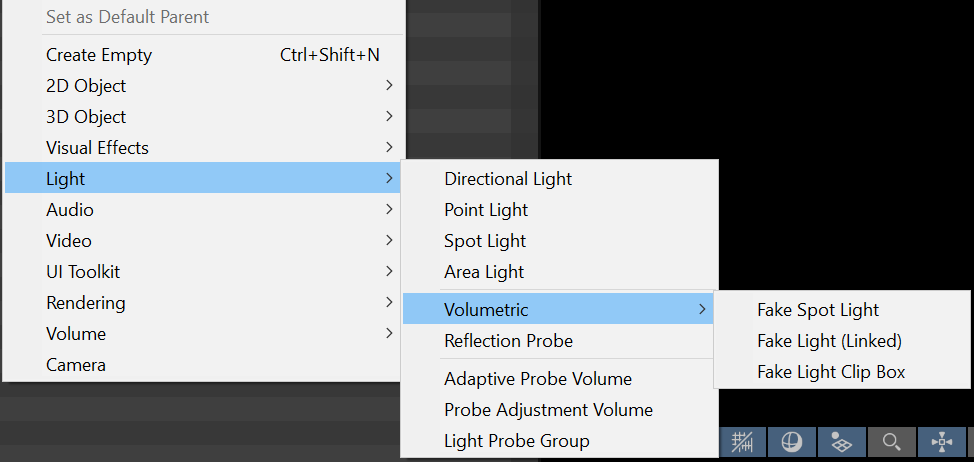 Set as Default Parent
Create Empty Ctrl+Shift+N
2D Object
3D Object
Visual Effects
Light
Audio
Video
UI Toolkit
Rendering
Volume
Camera
Directional Light
Point Light
Spot Light
Area Light
Volumetric
Reflection Probe
Adaptive Probe Volume
Probe Adjustment Volume
Light Probe Group
Fake Spot Light
Fake Light (Linked)
Fake Light Clip Box